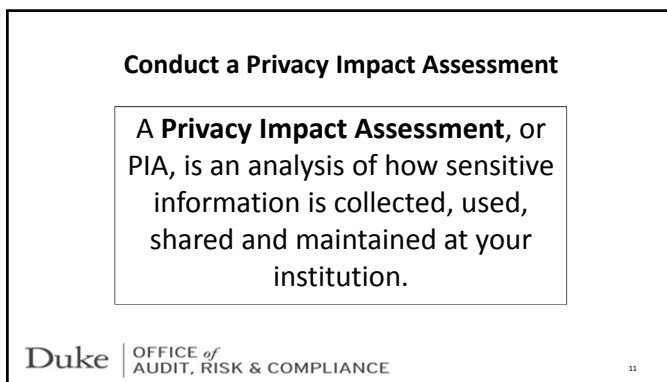 Conduct a Privacy Impact Assessment
A Privacy Impact Assessment, or
PIA, is an analysis of how sensitive
information is collected, used,
shared and maintained at your
institution.
Duke
OFFICE of
AUDIT, RISK & COMPLIANCE
11